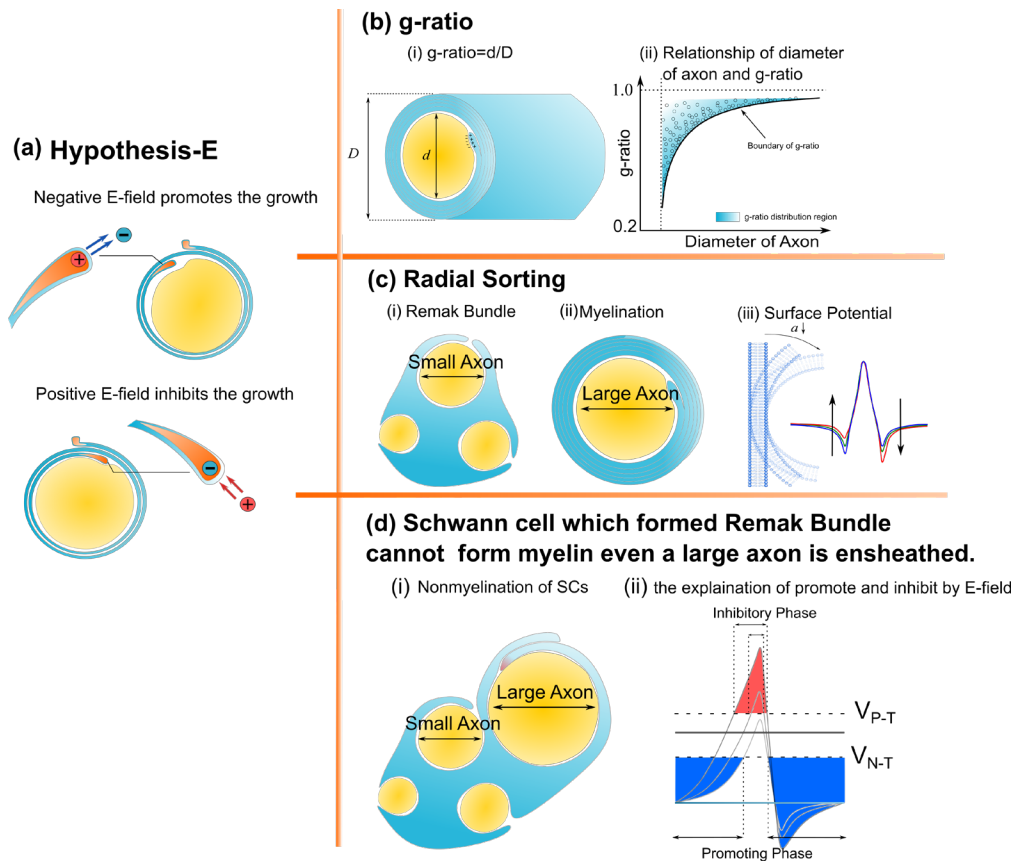 (a) Hypothesis-E
Negative E-field promotes the growth
+
−
Positive E-field inhibits the growth
−
+
(b) g-ratio
(i) g-ratio=d/D
D
d
(ii) Relationship of diameter
of axon and g-ratio
1.0
g-ratio
0.2
Boundary of g-ratio
g-ratio distribution region
Diameter of Axon
(c) Radial Sorting
(i) Remak Bundle
Small Axon
(ii)Myelination
Large Axon
(iii) Surface Potential
a↓
(d) Schwann cell which formed Remak Bundle
cannot form myelin even a large axon is ensheathed.
(i) Nonmyelination of SCs
Large Axon
Small Axon
(ii) the explaination of promote and inhibit by E-field
Inhibitory Phase
VP-T
VN-T
Promoting Phase